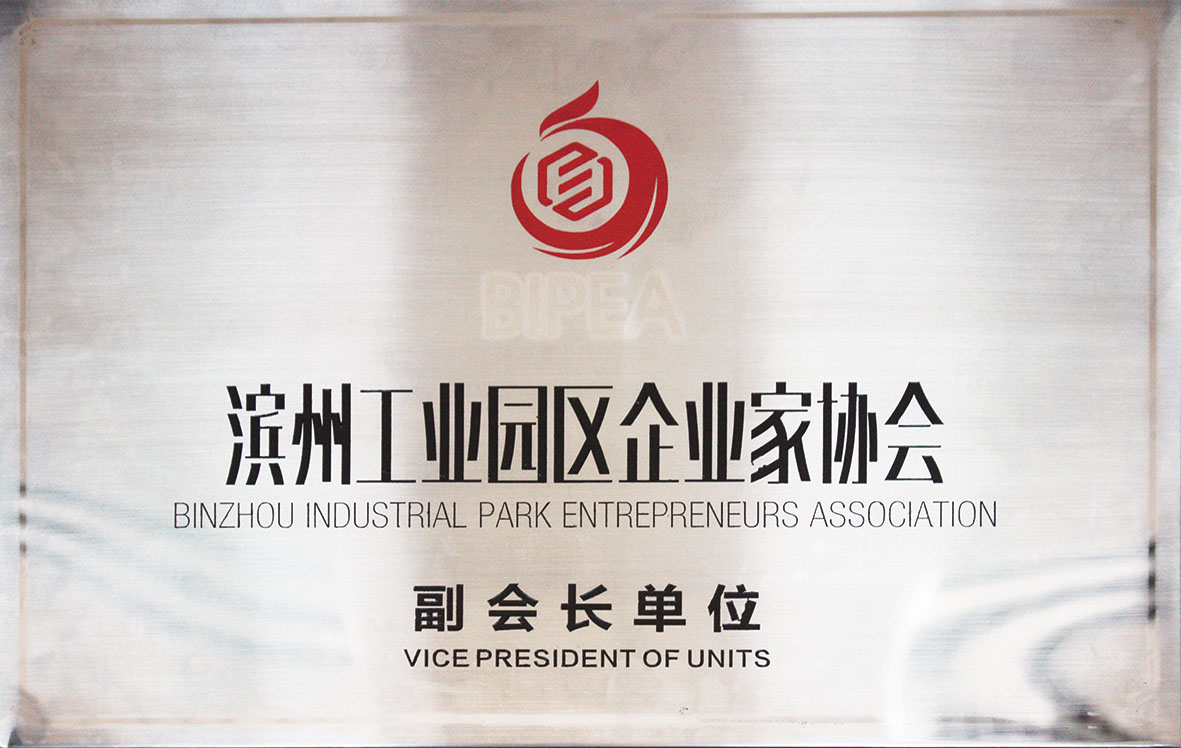 BIPEA
滨州工业园区企业家协会
BINZHOU INDUSTRIAL PARK ENTREPRENEURS ASSOCIATION
副会长单位
VICE PRESIDENT OF UNITS